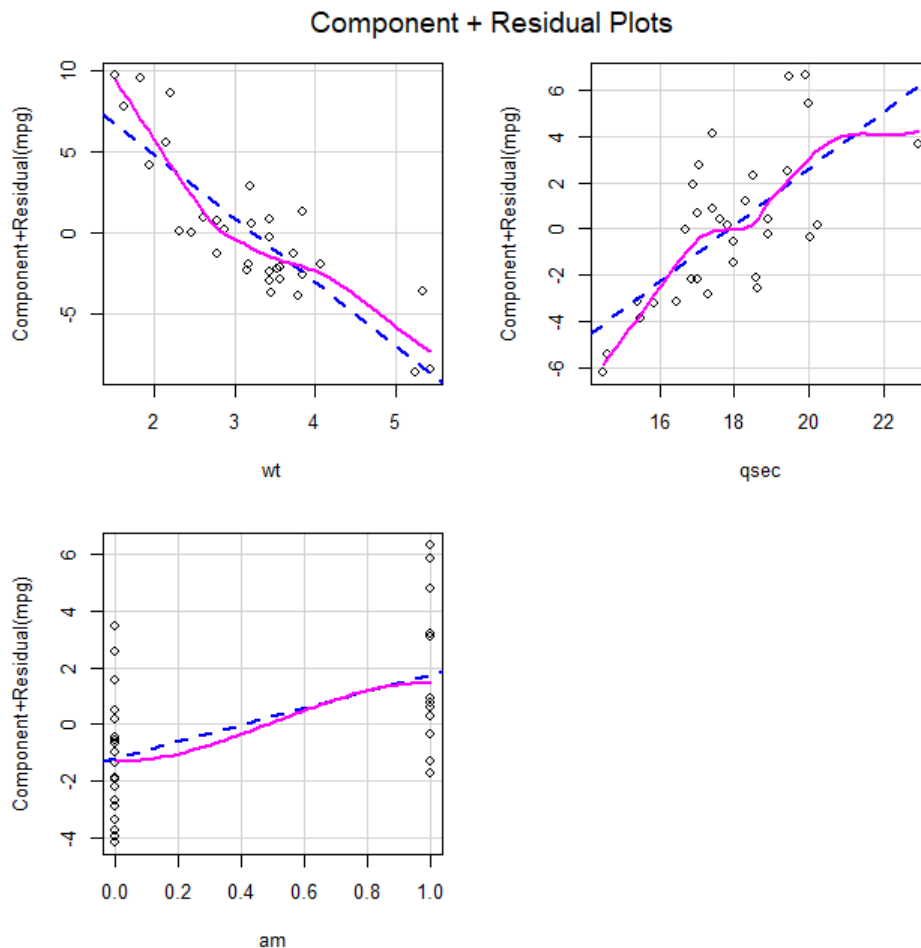 Component + Residual Plots
Component+Residual(mpg)
10
5
0
-5
2 3 4 5
wt
Component+Residual(mpg)
6
4
2
0
-2
-4
-6
16 18 20 22
qsec
Component+Residual(mpg)
6
4
2
0
-2
-4
0.0 0.2 0.4 0.6 0.8 1.0
am